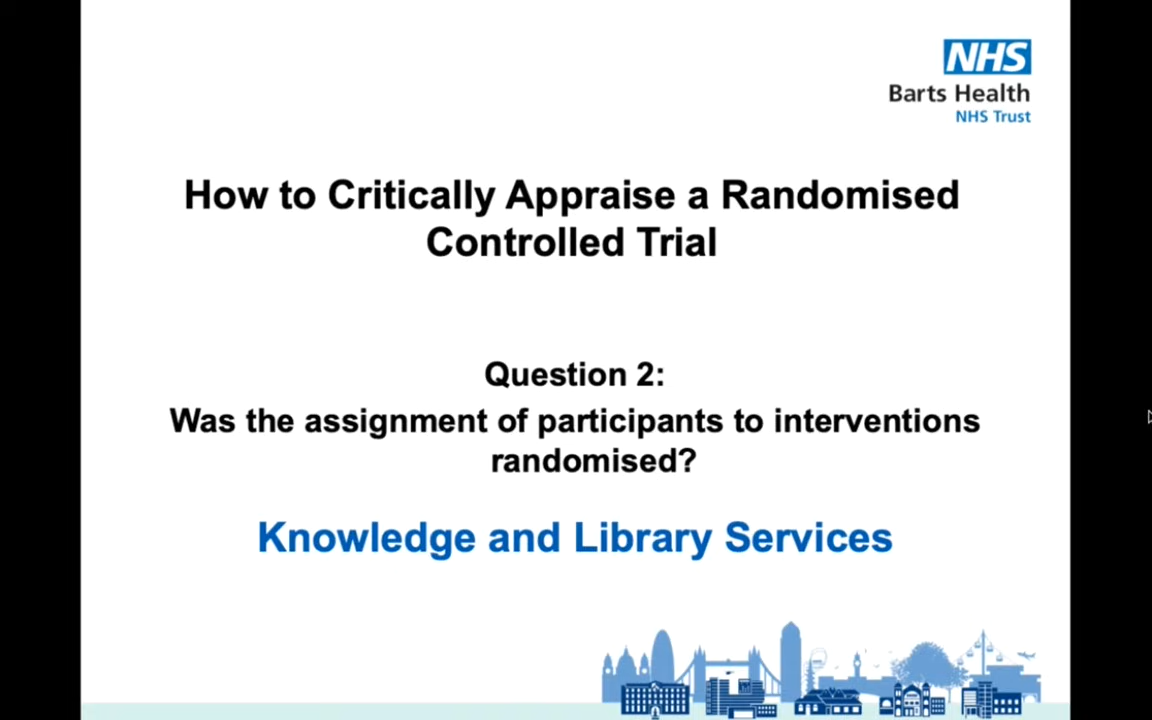 NHS
Barts Health
NHS Trust
How to Critically Appraise a Randomised
Controlled Trial
Question 2:
Was the assignment of participants to interventions
randomised?
Knowledge and Library Services